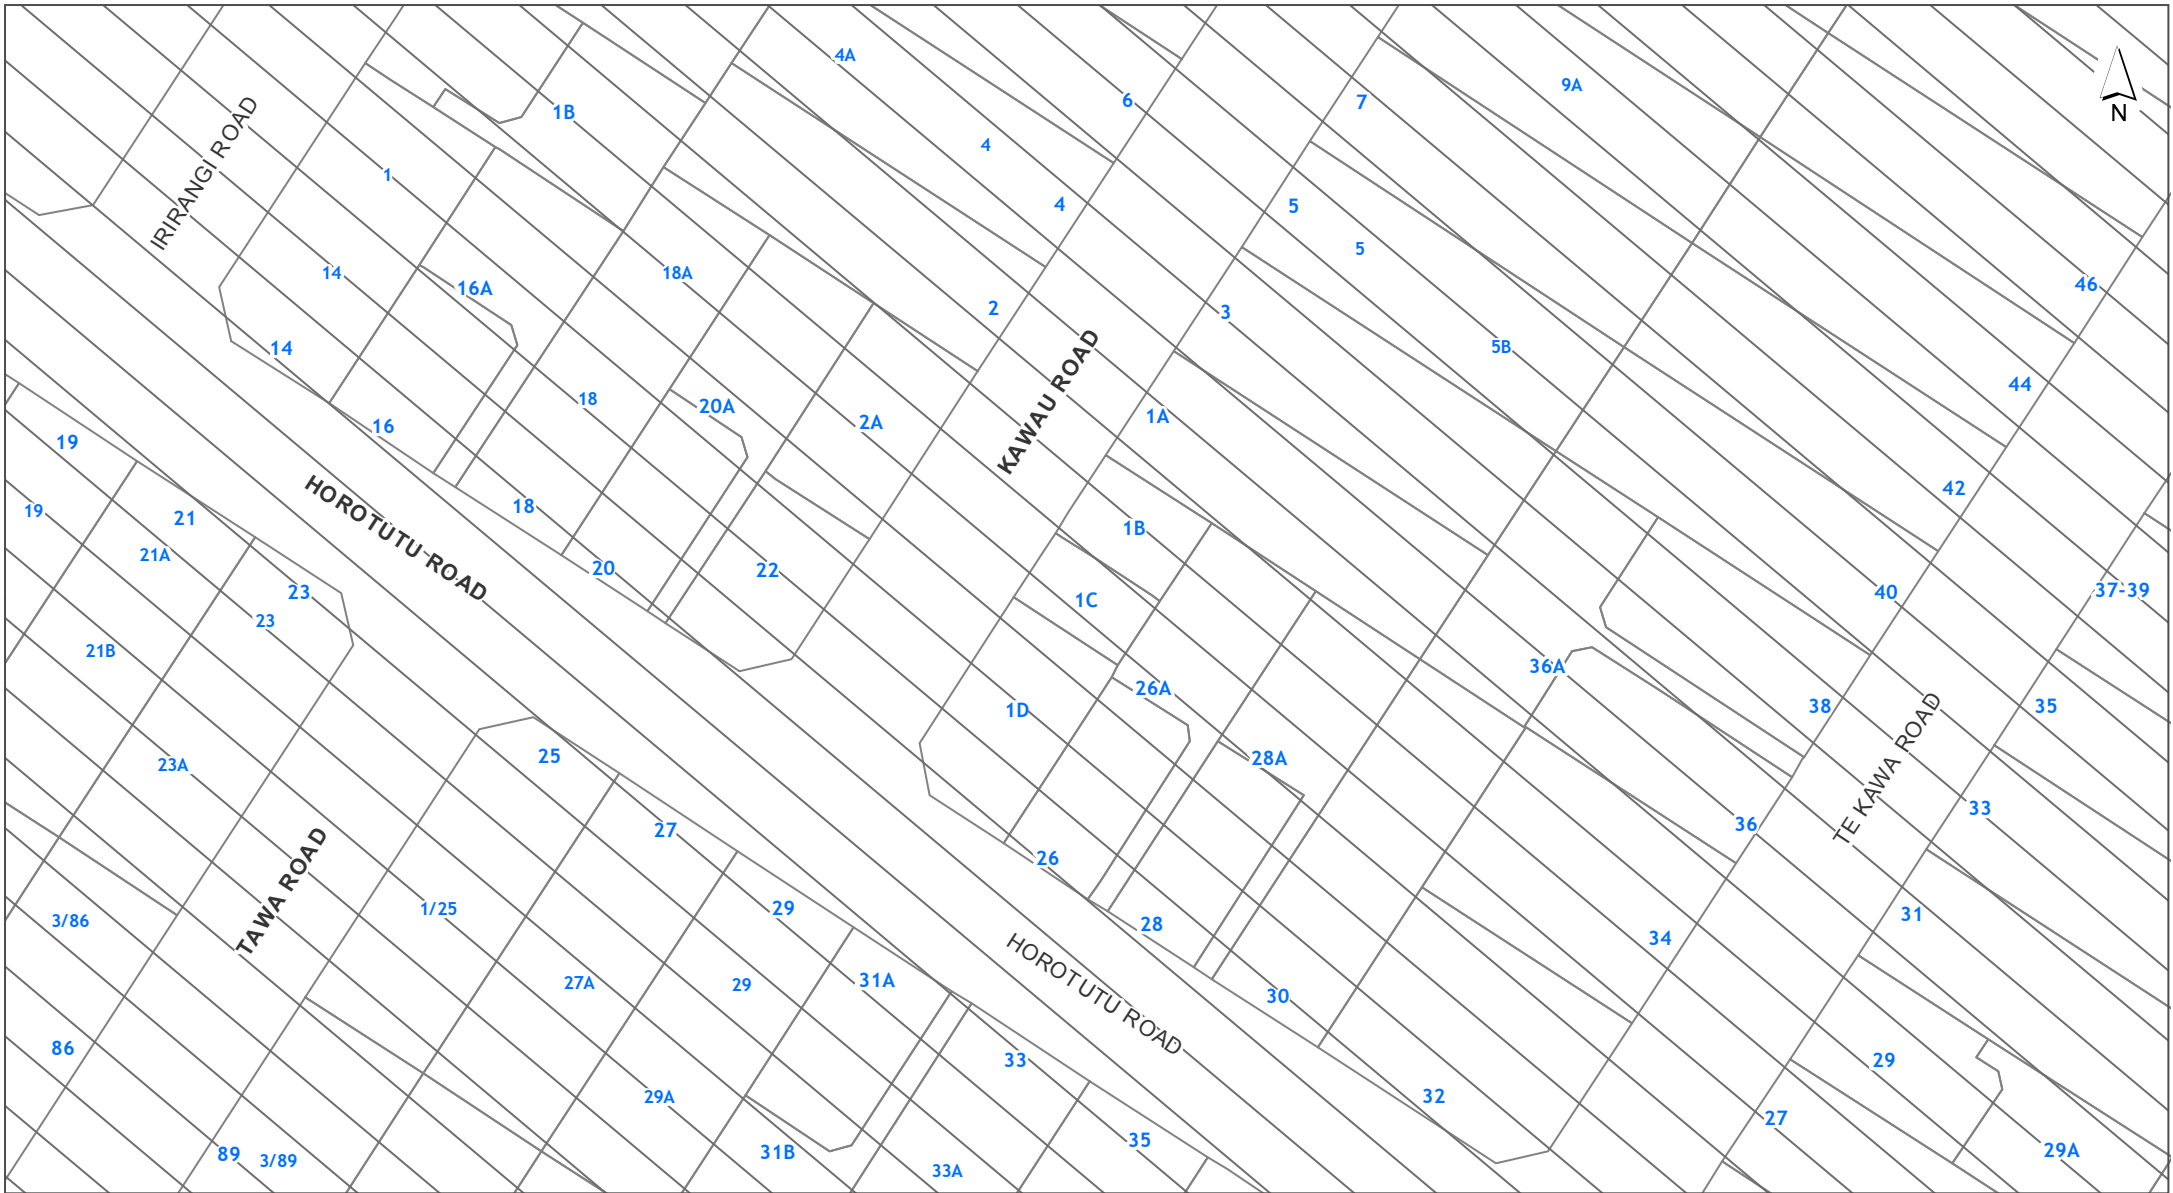 4A
9A
6
7
N
1B
IRIRANGI ROAD
4
1
4
5
5
14
18A
16A
46
2
3
14
5B
KAWAU ROAD
44
18
20A
1A
2A
16
19
42
HOROTUTU ROAD
18
19
21
1B
21A
20
22
37-39
23
40
1C
23
21B
36A
26A
38
35
1D
TE KAWA ROAD
25
28A
23A
33
36
27
TAWA ROAD
26
1/25
29
31
3/86
28
34
HOROTUTU ROAD
31A
27A
29
30
86
33
29
29A
32
27
35
31B
29A
89
3/89
33A